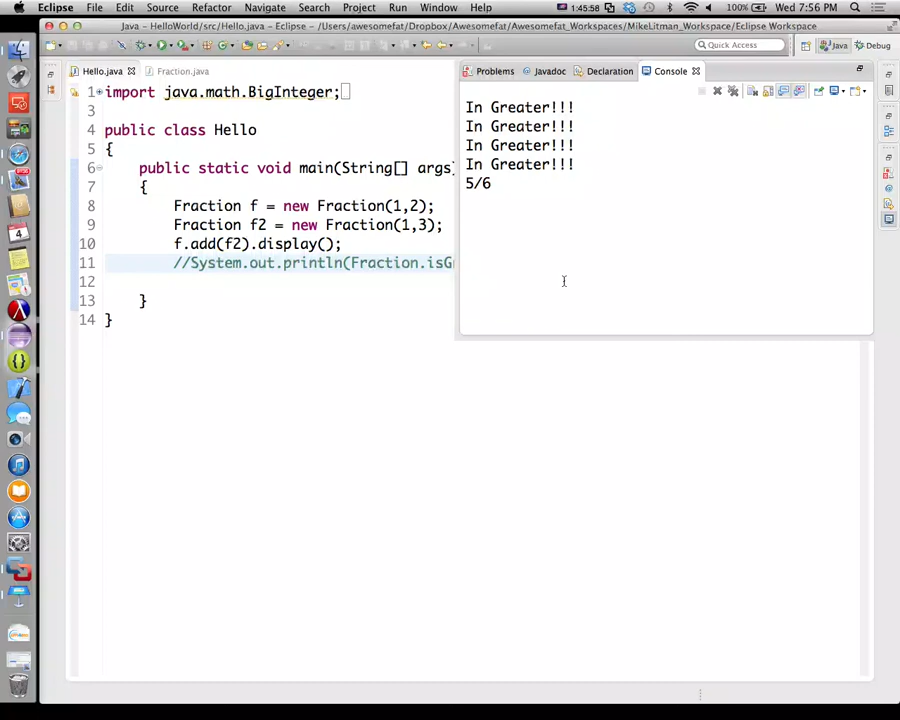 Eclipse File Edit Source Refactor Navigate Search Project Run Window Help 1:45:58 100% Wed 7:56 PM
Java – HelloWorld/src/Hello.java – Eclipse – /Users/awesomefat/Dropbox/Awesomefat_Workspaces/MikeLitman_Workspace/Eclipse Workspace
Quick Access Java Debug
Hello.java Fraction.java
Problems Javadoc Declaration Console
1 import java.math.BigInteger;
3
4 public class Hello
5 {
6 public static void main(String[] args)
7 {
8 Fraction f = new Fraction(1,2);
9 Fraction f2 = new Fraction(1,3);
10 f.add(f2).display();
11 //System.out.println(Fraction.isG
12
13 }
14 }
In Greater!!!
In Greater!!!
In Greater!!!
In Greater!!!
5/6